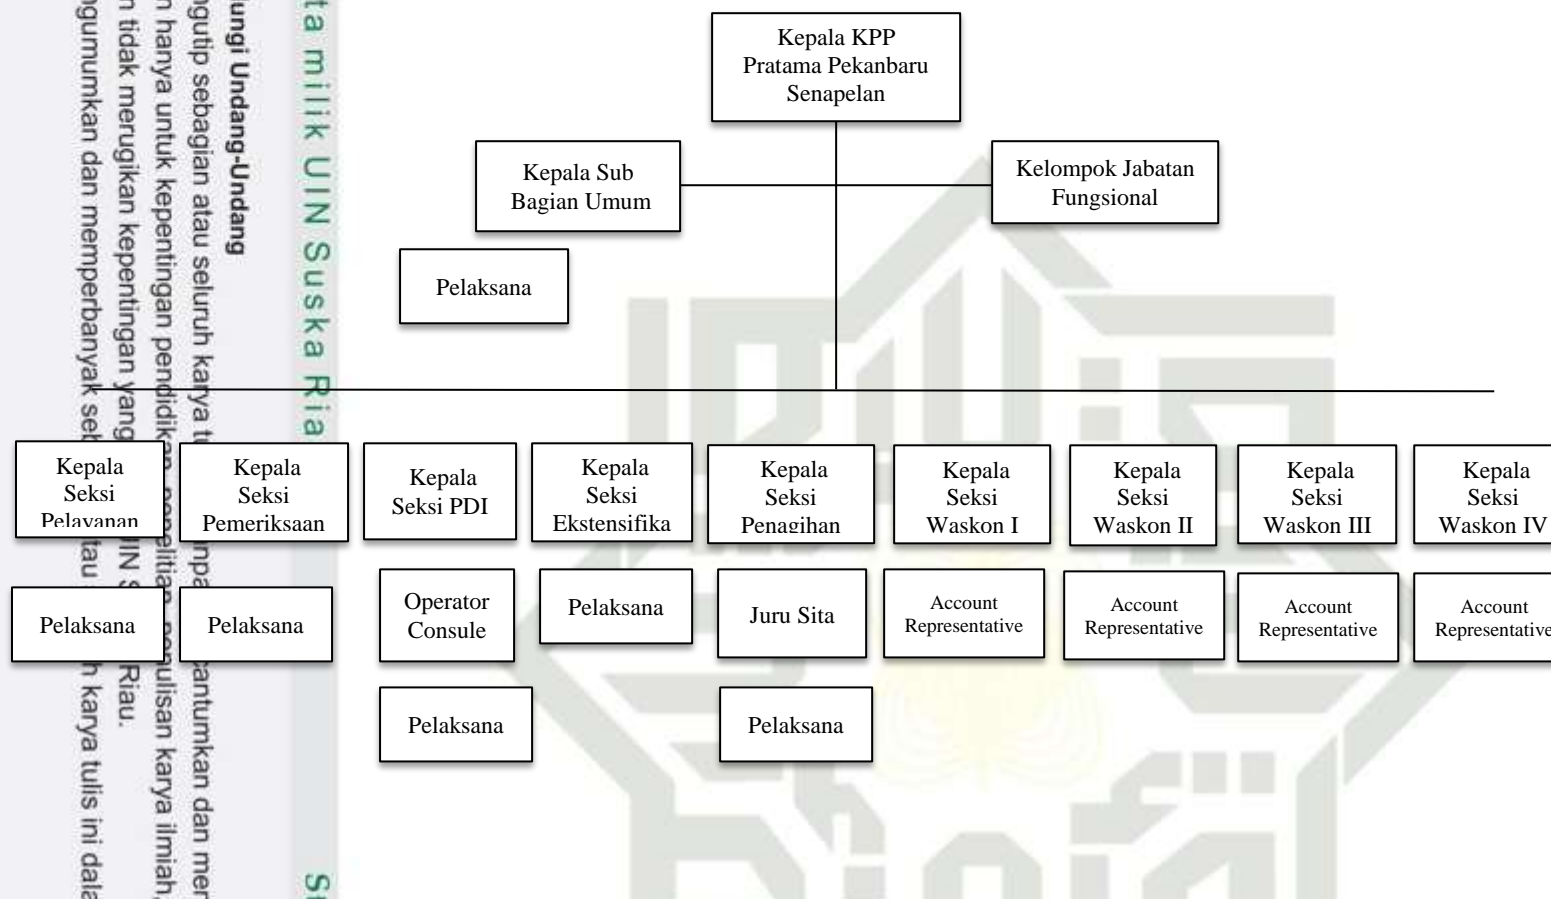 Kepala KPP
Pratama Pekanbaru
Senapelan
Kepala Sub
Bagian Umum
Kelompok Jabatan
Fungsional
Pelaksana
Kepala
Seksi
Pelayanan
Kepala
Seksi
Pemeriksaan
Kepala
Seksi PDI
Kepala
Seksi
Ekstensifika
Kepala
Seksi
Penagihan
Kepala
Seksi
Waskon I
Kepala
Seksi
Waskon II
Kepala
Seksi
Waskon III
Kepala
Seksi
Waskon IV
Pelaksana
Pelaksana
Operator
Consule
Pelaksana
Juru Sita
Account
Representative
Account
Representative
Account
Representative
Account
Representative
Pelaksana
Pelaksana
ta milik UIN Suska Ria
ungi Undang-Undang
ngutip sebagian atau seluruh karya cantumkan dan
hanya untuk kepentingan pendidikan, penelitian, penulisan karya ilmiah,
tidak merugikan kepentingan yang UIN Riau.
ngumumkan dan memperbanyak karya tulis ini